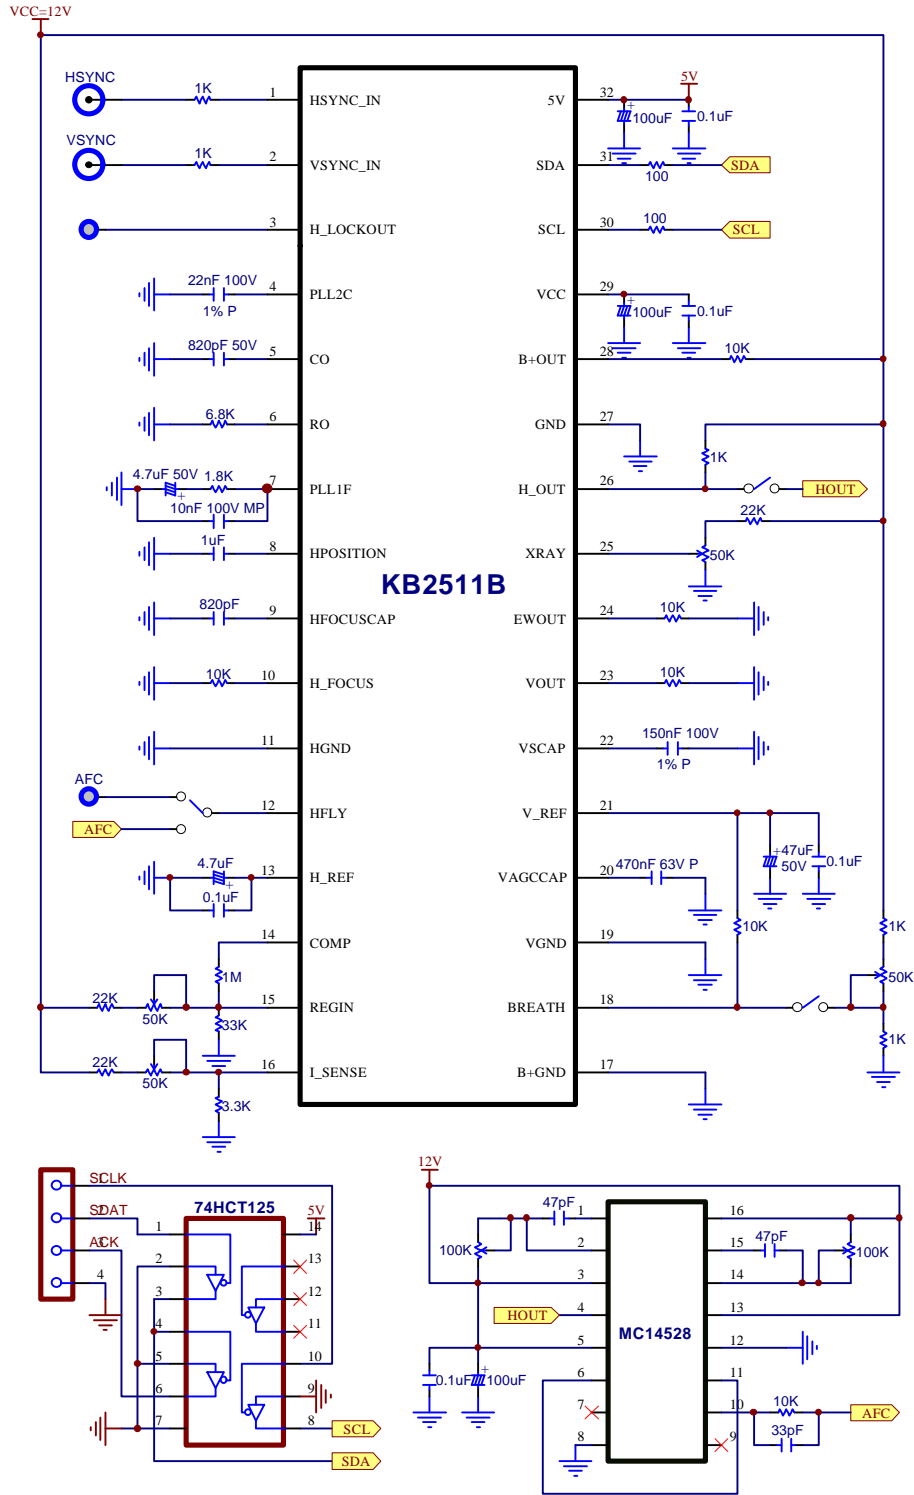 VCC=12V
HSYNC
1K 1 HSYNC_IN 5V 32 5V
100uF 0.1uF
VSYNC
1K 2 VSYNC_IN SDA 31 100 SDA
3 H_LOCKOUT SCL 30 100 SCL
22nF 100V 4 PLL2C VCC 29
1% P 100uF 0.1uF
820pF 50V 5 CO B+OUT 28 10K
6.8K 6 RO GND 27
1K
4.7uF 50V 1.8K 7 PLL1F H_OUT 26 HOUT
+
10nF 100V MP
22K
1uF 8 HPOSITION XRAY 25 50K
KB2511B
820pF 9 HFOCUSCAP EWOUT 24 10K
10K 10 H_FOCUS VOUT 23 10K
11 HGND VSCAP 22 150nF 100V
1% P
AFC
12 HFLY V_REF 21
AFC
+ 47uF 50V 0.1uF
4.7uF 13 H_REF VAGCCAP 20 470nF 63V P
+
0.1uF
10K 1K
14 COMP VGND 19
1M 50K
22K 50K 15 REGIN BREATH 18
33K 1K
22K 50K 16 I_SENSE B+GND 17
3.3K
SCLK 1
SDAT 2
ACK 3
4
74HCT125
5V
1 14
2 13
3 12
4 11
5 10
6 9
7 8
SCL
SDA
12V
47pF 1 16
100K 2 15 47pF 100K
3 14
HOUT 4 13
MC14528
5 12
0.1uF + 100uF
6 11
7 10 10K AFC
33pF
8 9